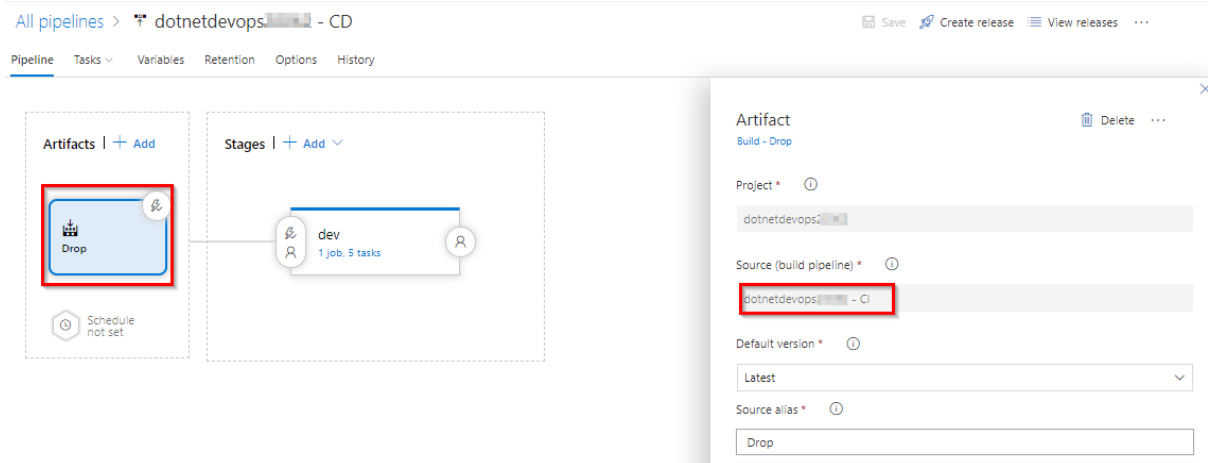 All pipelines > dotnetdevops - CD
Save Create release View releases ...
Pipeline Tasks Variables Retention Options History
Artifacts | + Add
Stages | + Add
Drop
Schedule
not set
dev
1 job, 5 tasks
Artifact
Delete ...
Build - Drop
Project *
dotnetdevops
Source (build pipeline) *
dotnetdevops - CI
Default version *
Latest
Source alias *
Drop